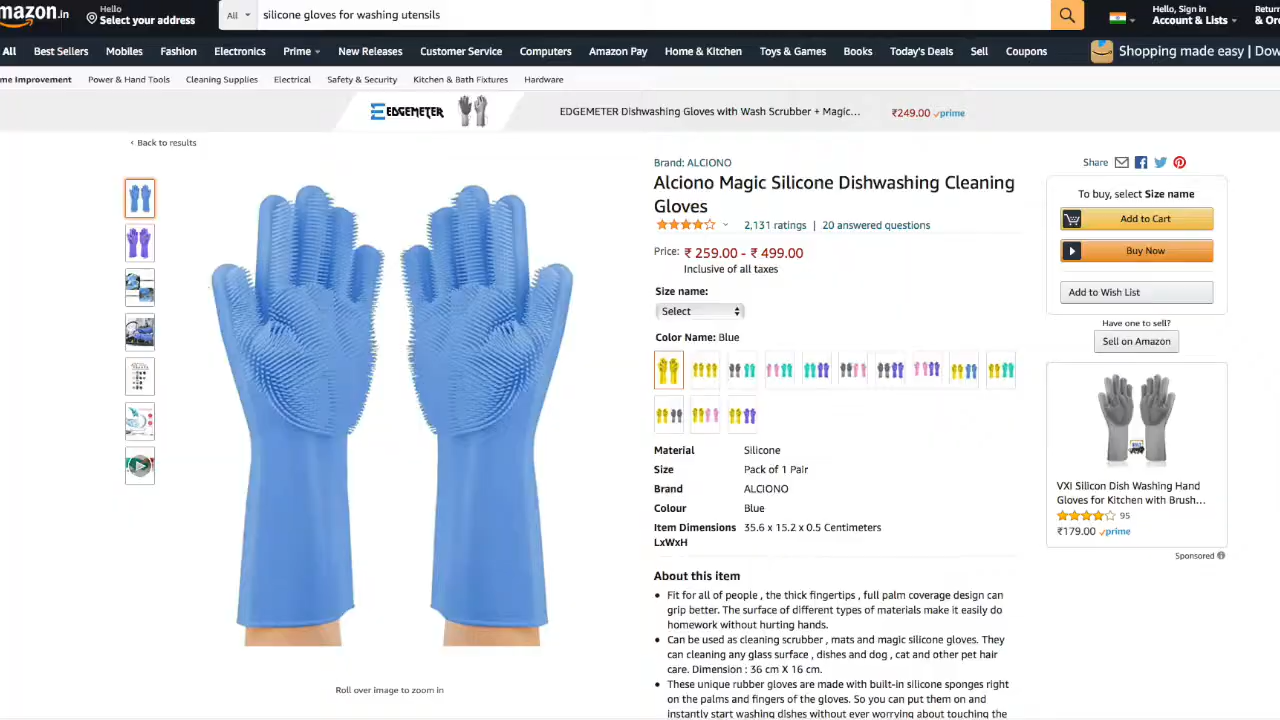 mazon.in
Hello
Select your address
All
silicone gloves for washing utensils
Hello, Sign in
Account & Lists
Retur
& Or
All
Best Sellers
Mobiles
Fashion
Electronics
Prime
New Releases
Customer Service
Computers
Amazon Pay
Home & Kitchen
Toys & Games
Books
Today's Deals
Sell
Coupons
Shopping made easy | Dow
me Improvement
Power & Hand Tools
Cleaning Supplies
Electrical
Safety & Security
Kitchen & Bath Fixtures
Hardware
EDGEMETER
EDGEMETER Dishwashing Gloves with Wash Scrubber + Magic...
₹249.00 prime
‹ Back to results
Roll over image to zoom in
Brand: ALCIONO
Alciono Magic Silicone Dishwashing Cleaning
Gloves
2,131 ratings | 20 answered questions
Price: ₹ 259.00 - ₹ 499.00
Inclusive of all taxes
Size name:
Select
Color Name: Blue
Material Silicone
Size Pack of 1 Pair
Brand ALCIONO
Colour Blue
Item Dimensions 35.6 x 15.2 x 0.5 Centimeters
LxWxH
About this item
• Fit for all of people , the thick fingertips , full palm coverage design can
grip better. The surface of different types of materials make it easily do
homework without hurting hands.
• Can be used as cleaning scrubber , mats and magic silicone gloves. They
can cleaning any glass surface , dishes and dog , cat and other pet hair
care. Dimension : 36 cm X 16 cm.
• These unique rubber gloves are made with built-in silicone sponges right
on the palms and fingers of the gloves. So you can put them on and
instantly start washing dishes without ever worrying about touching the
Share
To buy, select Size name
Add to Cart
Buy Now
Add to Wish List
Have one to sell?
Sell on Amazon
VXI Silicon Dish Washing Hand
Gloves for Kitchen with Brush...
95
₹179.00 prime
Sponsored